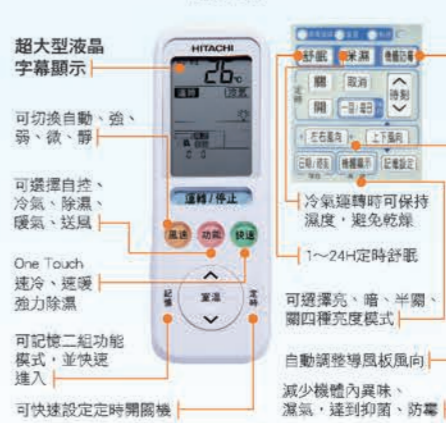 超大型液晶
字幕顯示
HITACHI
26℃
可切換自動、強、
弱、微、靜
可選擇自控、
冷氣、除濕、
暖氣、送風
One Touch
速冷、速暖
強力除濕
可記憶二組功能
模式，並快速
進入
可快速設定定時開關機
運轉/停止
風速 功能 快速
記憶 室溫 定時
舒眠 保濕 機體防霉
定時
關 取消
開 一日/每日
時刻
左右風向 上下風向
日期/週別 機體顯示 記憶設定
冷氣運轉時可保持
濕度，避免乾燥
1～24H定時舒眠
可選擇亮、暗、半關、
關四種亮度模式
自動調整導風板風向
減少機體內異味、
濕氣，達到抑菌、防霉